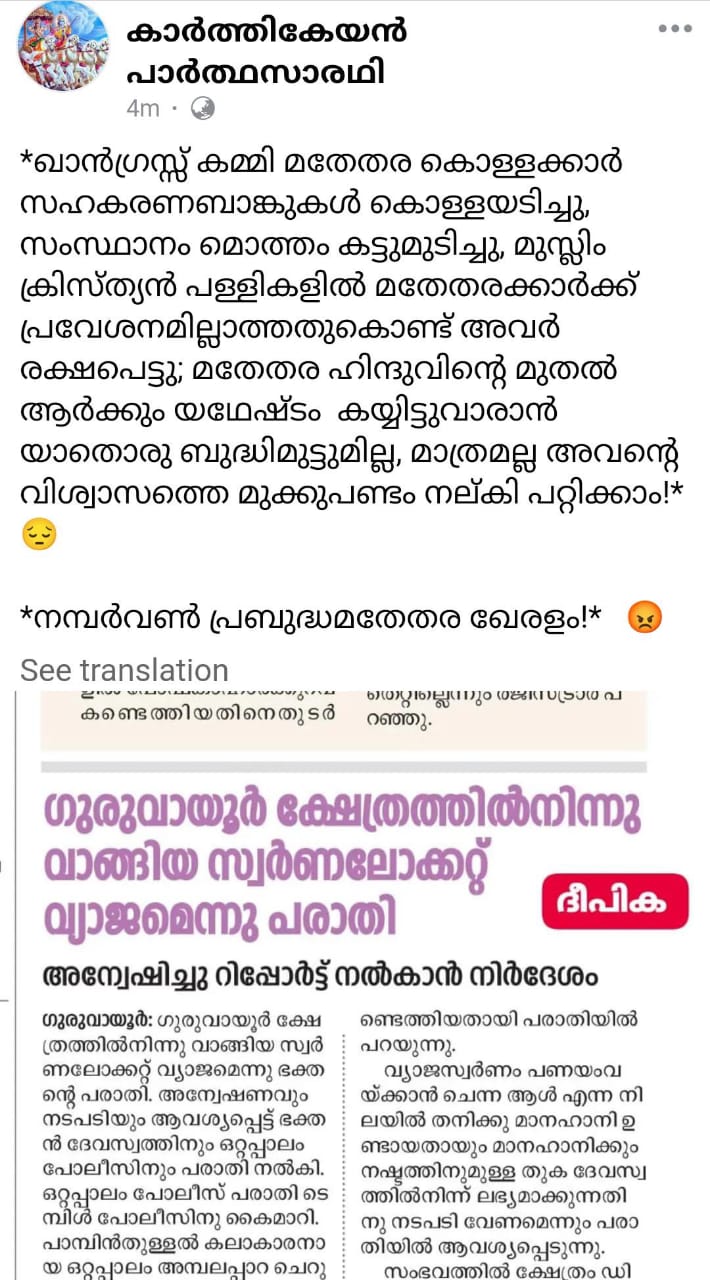 കാർത്തികേയൻ
പാർത്ഥസാരഥി
4m ·
*ഖാൻഗ്രസ്സ് കമ്മി മതേതര കൊള്ളക്കാർ
സഹകരണബാങ്കുകൾ കൊള്ളയടിച്ചു,
സംസ്ഥാനം മൊത്തം കട്ടുമുടിച്ചു, മുസ്ലിം
ക്രിസ്ത്യൻ പള്ളികളിൽ മതേതരക്കാർക്ക്
പ്രവേശനമില്ലാത്തതുകൊണ്ട് അവർ
രക്ഷപെട്ടു; മതേതര ഹിന്ദുവിന്റെ മുതൽ
ആർക്കും യഥേഷ്ടം കയ്യിട്ടുവാരാൻ
യാതൊരു ബുദ്ധിമുട്ടുമില്ല, മാത്രമല്ല അവന്റെ
വിശ്വാസത്തെ മുക്കുപണ്ടം നല്കി പറ്റിക്കാം!*
😔
*നമ്പർവൺ പ്രബുദ്ധമതേതര ഖേരളം!* 😡
See translation
കണ്ടെത്തിയതിനെതുടർ
തെറ്റില്ലെന്നും രജിസ്ട്രാർ പ
റഞ്ഞു.
ഗുരുവായൂർ ക്ഷേത്രത്തിൽനിന്നു
വാങ്ങിയ സ്വർണലോക്കറ്റ്
വ്യാജമെന്നു പരാതി
ദീപിക
അന്വേഷിച്ചു റിപ്പോർട്ട് നൽകാൻ നിർദേശം
ഗുരുവായൂർ: ഗുരുവായൂർ ക്ഷേ
ത്രത്തിൽനിന്നു വാങ്ങിയ സ്വർ
ണലോക്കറ്റ് വ്യാജമെന്നു ഭക്ത
ന്റെ പരാതി. അന്വേഷണവും
നടപടിയും ആവശ്യപ്പെട്ട് ഭക്ത
ൻ ദേവസ്വത്തിനും ഒറ്റപ്പാലം
പോലീസിനും പരാതി നൽകി.
ഒറ്റപ്പാലം പോലീസ് പരാതി ടെ
മ്പിൾ പോലീസിനു കൈമാറി.
പാമ്പിൻതുള്ളൽ കലാകാരനാ
യ ഒറ്റപ്പാലം അമ്പലപ്പാറ ചെറു
ണ്ടെത്തിയതായി പരാതിയിൽ
പറയുന്നു.
വ്യാജസ്വർണം പണയംവ
യ്ക്കാൻ ചെന്ന ആൾ എന്ന നി
ലയിൽ തനിക്കു മാനഹാനി ഉ
ണ്ടായതായും മാനഹാനിക്കും
നഷ്ടത്തിനുമുള്ള തുക ദേവസ്വ
ത്തിൽനിന്ന് ലഭ്യമാക്കുന്നതി
നു നടപടി വേണമെന്നും പരാ
തിയിൽ ആവശ്യപ്പെടുന്നു.
സംഭവത്തിൽ ക്ഷേത്രം ഡി